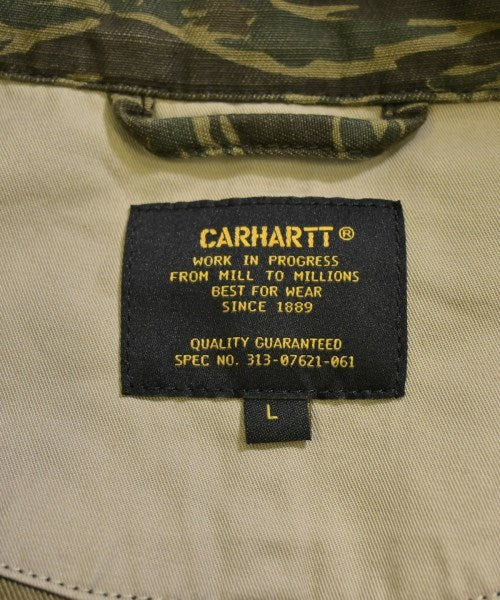 CARHARTT®
WORK IN PROGRESS
FROM MILL TO MILLIONS
BEST FOR WEAR
SINCE 1889
QUALITY GUARANTEED
SPEC NO. 313-07621-061
L